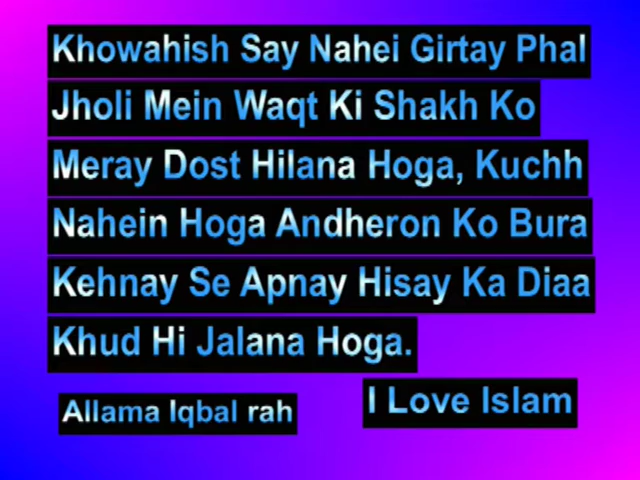 Khowahish Say Nahei Girtay Phal
Jholi Mein Waqt Ki Shakh Ko
Meray Dost Hilana Hoga, Kuchh
Nahein Hoga Andheron Ko Bura
Kehnay Se Apnay Hisay Ka Diaa
Khud Hi Jalana Hoga.
Allama Iqbal rah
I Love Islam